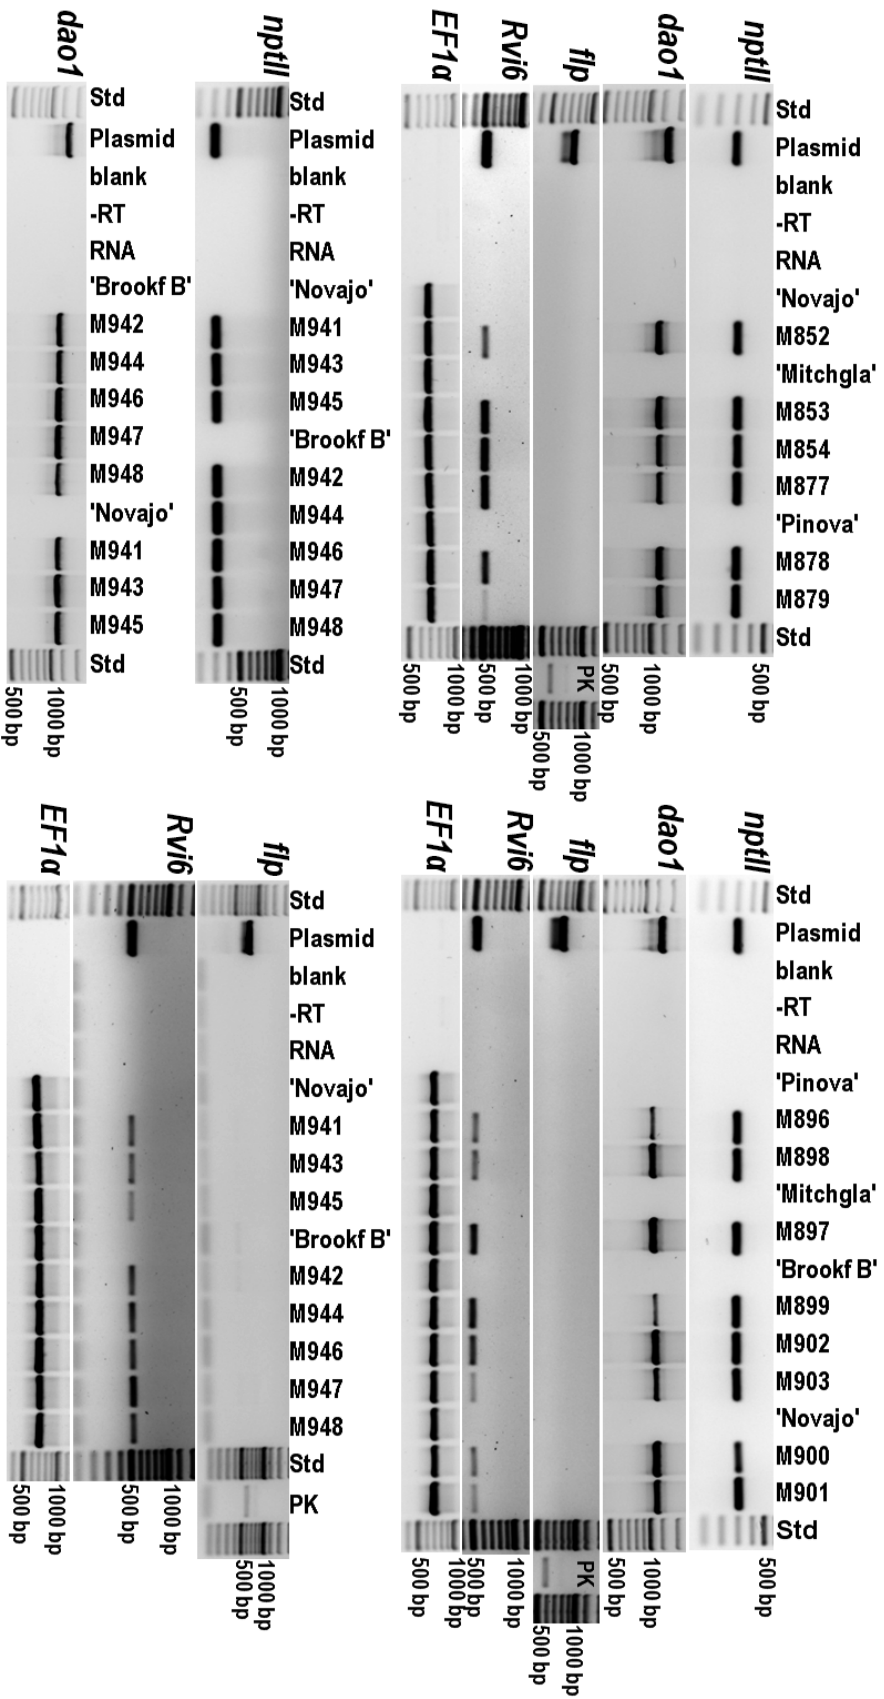 dao1
Std
Plasmid
blank
-RT
RNA
'Brookf B'
M942
M944
M946
M947
M948
'Novajo'
M941
M943
M945
Std
500 bp
1000 bp
nptII
Std
Plasmid
blank
-RT
RNA
'Novajo'
M941
M943
M945
'Brookf B'
M942
M944
M946
M947
M948
Std
500 bp
1000 bp
EF1α
Rvi6
flp
dao1
nptII
Std
Plasmid
blank
-RT
RNA
'Novajo'
M852
'Mitchgla'
M853
M854
M877
'Pinova'
M878
M879
Std
PK
500 bp
1000 bp
500 bp
1000 bp
500 bp
1000 bp
500 bp
1000 bp
500 bp
EF1α
Rvi6
flp
Std
Plasmid
blank
-RT
RNA
'Novajo'
M941
M943
M945
'Brookf B'
M942
M944
M946
M947
M948
Std
PK
500 bp
1000 bp
500 bp
1000 bp
500 bp
1000 bp
EF1α
Rvi6
flp
dao1
nptII
Std
Plasmid
blank
-RT
RNA
'Pinova'
M896
M898
'Mitchgla'
M897
'Brookf B'
M899
M902
M903
'Novajo'
M900
M901
Std
PK
500 bp
1000 bp
500 bp
1000 bp
500 bp
1000 bp
500 bp
1000 bp
500 bp